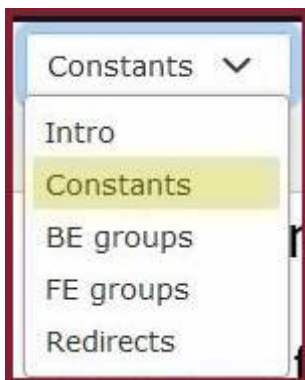 Constants
Intro
Constants
BE groups
FE groups
Redirects